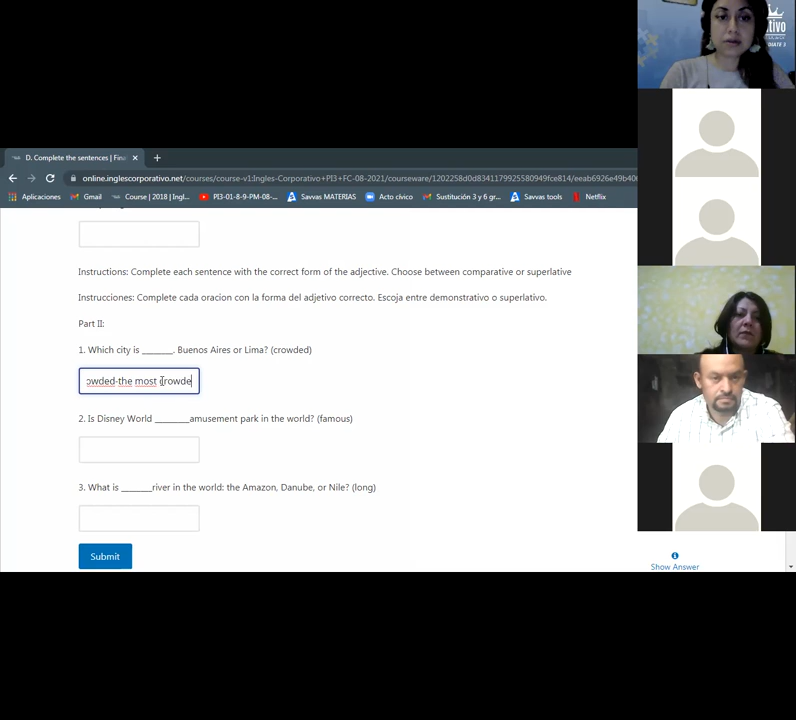 D. Complete the sentences | Fina
online.inglescorporativo.net/courses/course-v1:Ingles-Corporativo+PI3+FC-08-2021/courseware/1202258d0d8341179925580949fce814/eeab6926e49b40
Aplicaciones Gmail Course | 2018 | Ingl... PI3-01-8-9-PM-08-... Savvas MATERIAS Acto cívico Sustitución 3 y 6 gr... Savvas tools Netflix
Instructions: Complete each sentence with the correct form of the adjective. Choose between comparative or superlative
Instrucciones: Complete cada oracion con la forma del adjetivo correcto. Escoja entre demostrativo o superlativo.
Part II:
1. Which city is _______. Buenos Aires or Lima? (crowded)
owded-the most crowde
2. Is Disney World ________amusement park in the world? (famous)
3. What is _______river in the world: the Amazon, Danube, or Nile? (long)
Submit
Show Answer